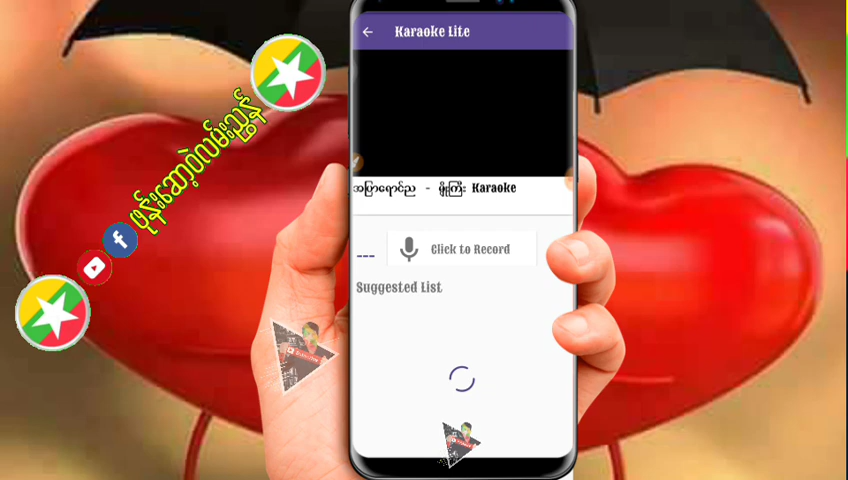 Karaoke Lite
ဖုန်းဆော့ဝဲလမ်းညွှန်
အပြာရောင်ည - မျိုးကြီး Karaoke
Click to Record
Suggested List